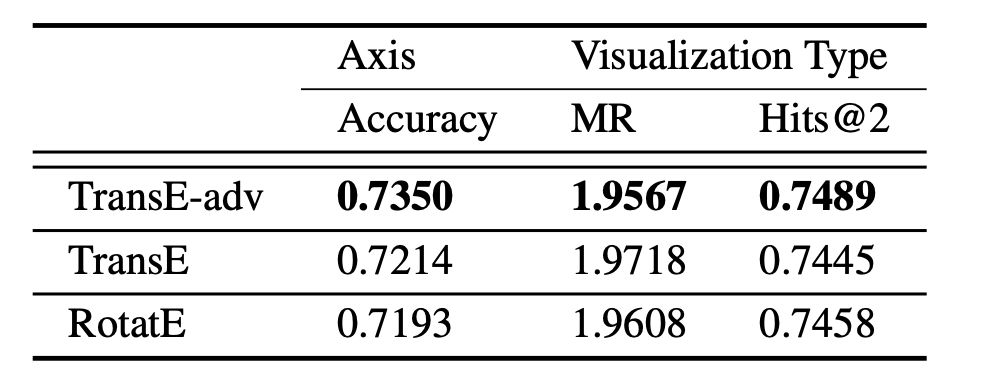 Axis Visualization Type
Accuracy MR Hits@2
TransE-adv 0.7350 1.9567 0.7489
TransE 0.7214 1.9718 0.7445
RotatE 0.7193 1.9608 0.7458